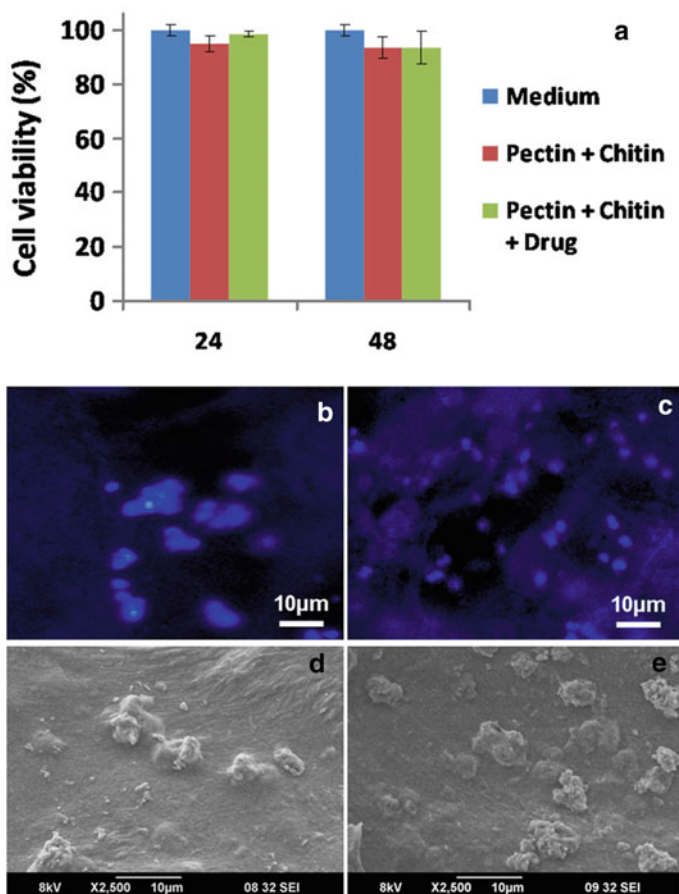 a
100
80
60
40
20
0
Cell viability (%)
24
48
Medium
Pectin + Chitin
Pectin + Chitin
+ Drug
b
10µm
c
10µm
d
8kV X2,500 10µm 08 32 SEI
e
8kV X2,500 10µm 09 32 SEI